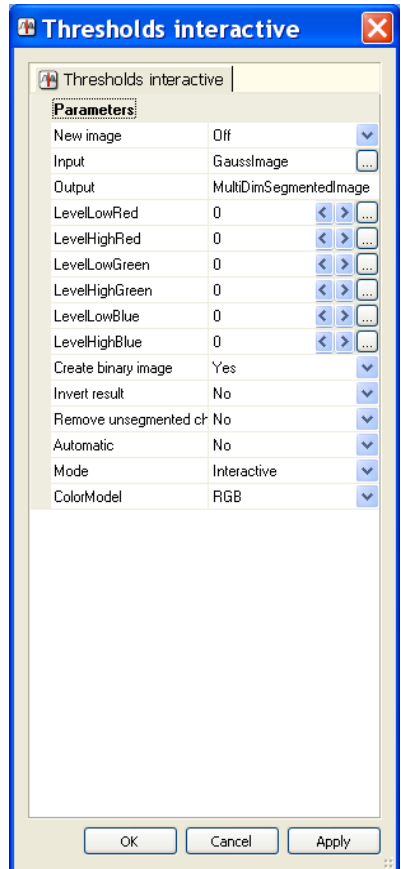 Thresholds interactive
Thresholds interactive
Parameters
New image Off
Input GaussImage ...
Output MultiDimSegmentedImage
LevelLowRed 0 < > ...
LevelHighRed 0 < > ...
LevelLowGreen 0 < > ...
LevelHighGreen 0 < > ...
LevelLowBlue 0 < > ...
LevelHighBlue 0 < > ...
Create binary image Yes
Invert result No
Remove unsegmented ch No
Automatic No
Mode Interactive
ColorModel RGB
OK Cancel Apply